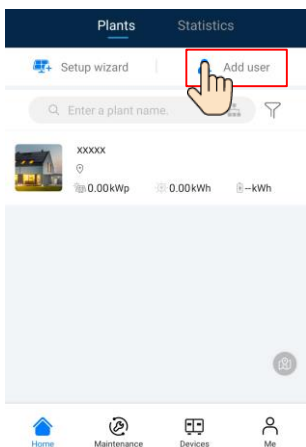 Plants Statistics
Setup wizard Add user
Enter a plant name.
xxxxx
0.00kWp 0.00kWh --kWh
Home Maintenance Devices Me